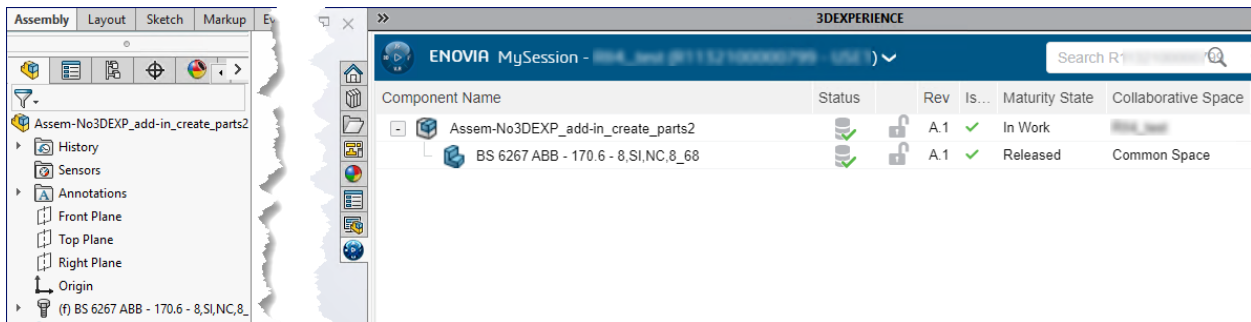 Assembly Layout Sketch Markup Ev
Assem-No3DEXP_add-in_create_parts2
History
Sensors
Annotations
Front Plane
Top Plane
Right Plane
Origin
(f) BS 6267 ABB - 170.6 - 8,SI,NC,8_
» 3DEXPERIENCE
ENOVIA MySession - ) Search R1
Component Name Status Rev Is... Maturity State Collaborative Space
Assem-No3DEXP_add-in_create_parts2 A.1 In Work
BS 6267 ABB - 170.6 - 8,SI,NC,8_68 A.1 Released Common Space